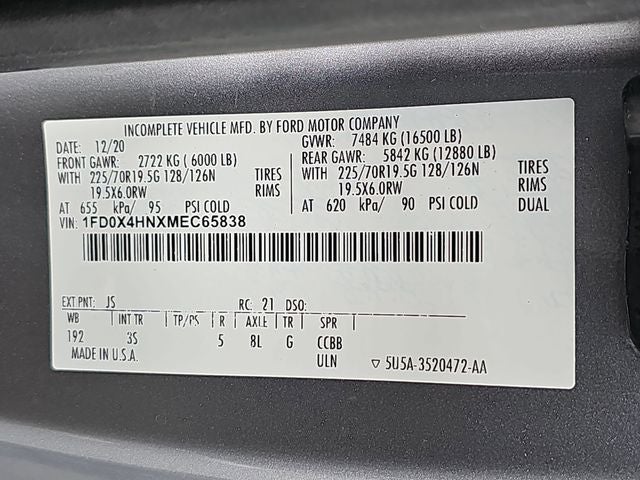 INCOMPLETE VEHICLE MFD. BY FORD MOTOR COMPANY
DATE: 12/20 GVWR: 7484 KG (16500 LB)
FRONT GAWR: 2722 KG ( 6000 LB) REAR GAWR: 5842 KG (12880 LB)
WITH 225/70R19.5G 128/126N TIRES WITH 225/70R19.5G 128/126N TIRES
19.5X6.0RW RIMS 19.5X6.0RW RIMS
AT 655 kPa/ 95 PSI COLD AT 620 kPa/ 90 PSI COLD DUAL
VIN: 1FD0X4HNXMEC65838
EXT PNT: JS RC: 21 DSO:
WB INT TR TP/PS R AXLE TR SPR
192 3S 5 8L G CCBB
MADE IN U.S.A. ULN ▽ 5U5A-3520472-AA